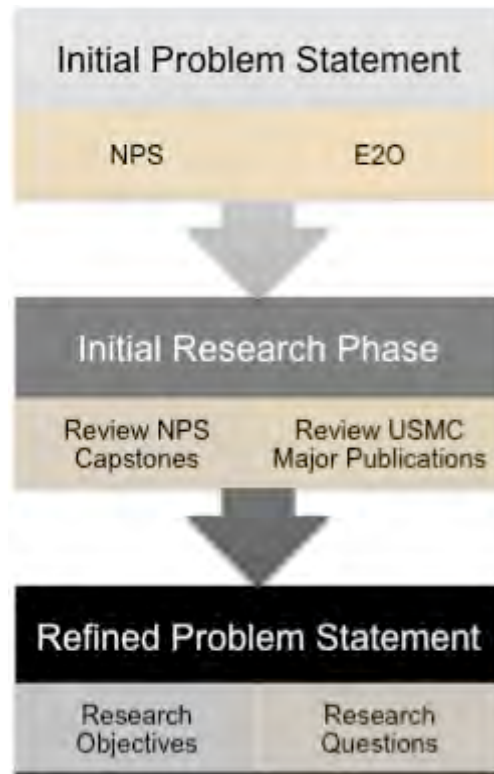 Initial Problem Statement
NPS E2O
Initial Research Phase
Review NPS
Capstones
Review USMC
Major Publications
Refined Problem Statement
Research
Objectives
Research
Questions